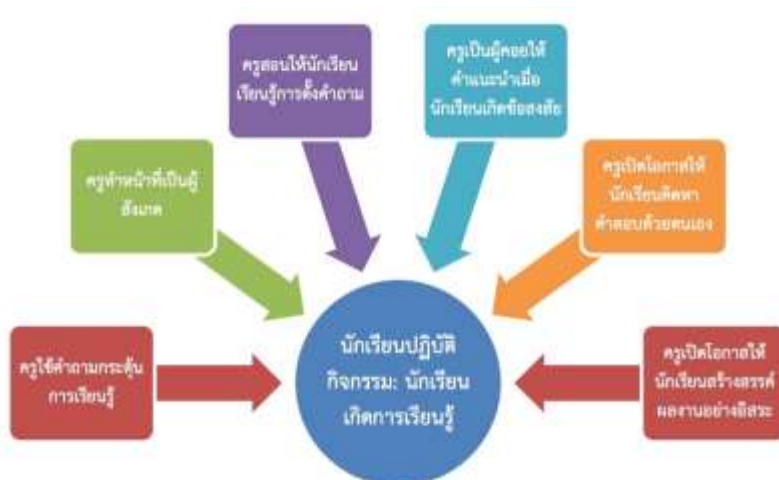 ครูสอนให้นักเรียน
เรียนรู้การตั้งคำถาม
ครูเป็นผู้คอยให้
คำแนะนำเมื่อ
นักเรียนเกิดข้อสงสัย
ครูทำหน้าที่เป็นผู้
สังเกต
ครูเปิดโอกาสให้
นักเรียนคิดหา
คำตอบด้วยตนเอง
ครูใช้คำถามกระตุ้น
การเรียนรู้
นักเรียนปฏิบัติ
กิจกรรม: นักเรียน
เกิดการเรียนรู้
ครูเปิดโอกาสให้
นักเรียนสร้างสรรค์
ผลงานอย่างอิสระ